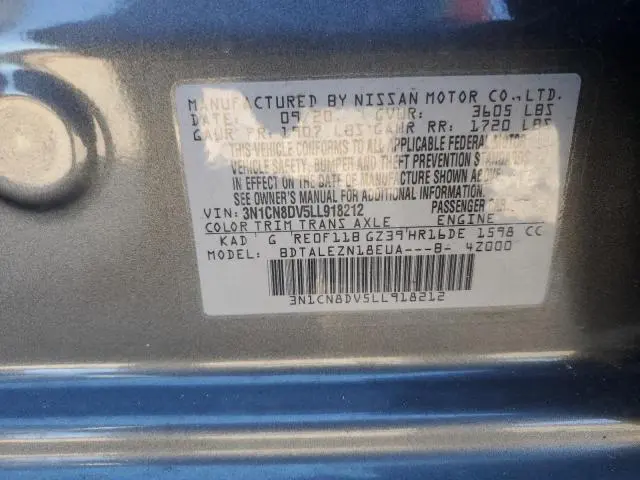 MANUFACTURED BY NISSAN MOTOR CO.,LTD.
DATE: 09/20 GVWR: 3605 LBS
GAWR FR: 1907 LBS GAWR RR: 1720 LBS
THIS VEHICLE CONFORMS TO ALL APPLICABLE FEDERAL MOTOR
VEHICLE SAFETY, BUMPER AND THEFT PREVENTION STANDARDS
IN EFFECT ON THE DATE OF MANUFACTURE SHOWN ABOVE.
SEE OWNER'S MANUAL FOR ADDITIONAL INFORMATION.
VIN: 3N1CN8DV5LL918212 PASSENGER CAR
COLOR TRIM TRANS AXLE ENGINE
KAD G RE0F11B GZ39 HR16DE 1598 CC
MODEL: BDTALEZN18EUA---B- 4Z000
3N1CN8DV5LL918212